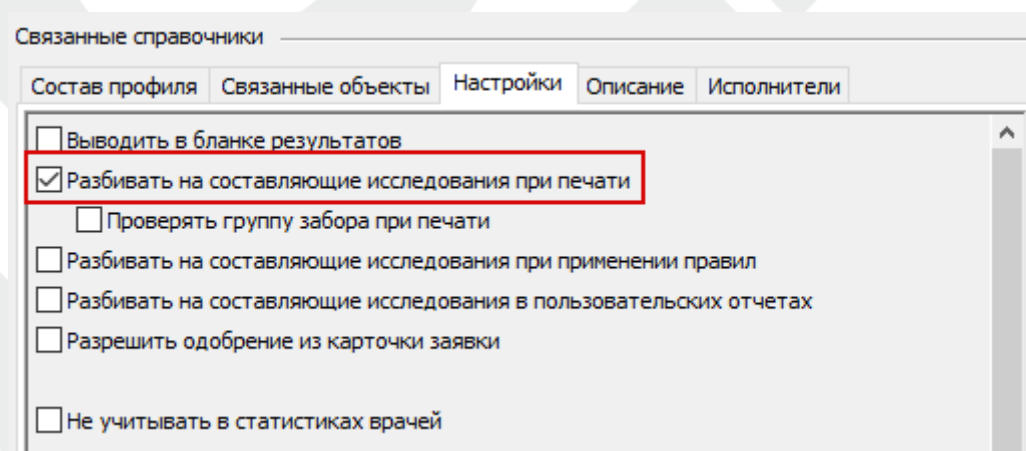 Связанные справочники
Состав профиля Связанные объекты Настройки Описание Исполнители
Выводить в бланке результатов
Разбивать на составляющие исследования при печати
Проверять группу забора при печати
Разбивать на составляющие исследования при применении правил
Разбивать на составляющие исследования в пользовательских отчетах
Разрешить одобрение из карточки заявки
Не учитывать в статистиках врачей